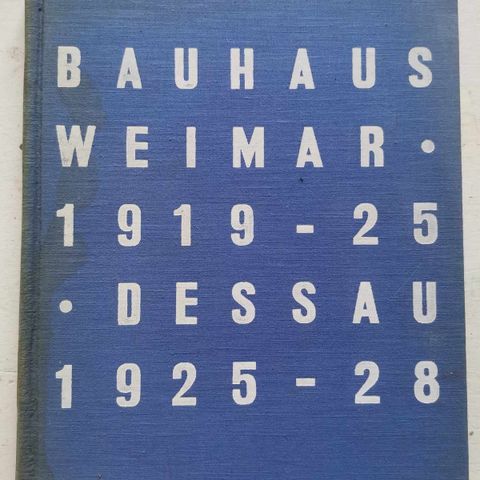 BAUHAUS
WEIMAR •
1919 - 25
• DESSAU
1925 - 28